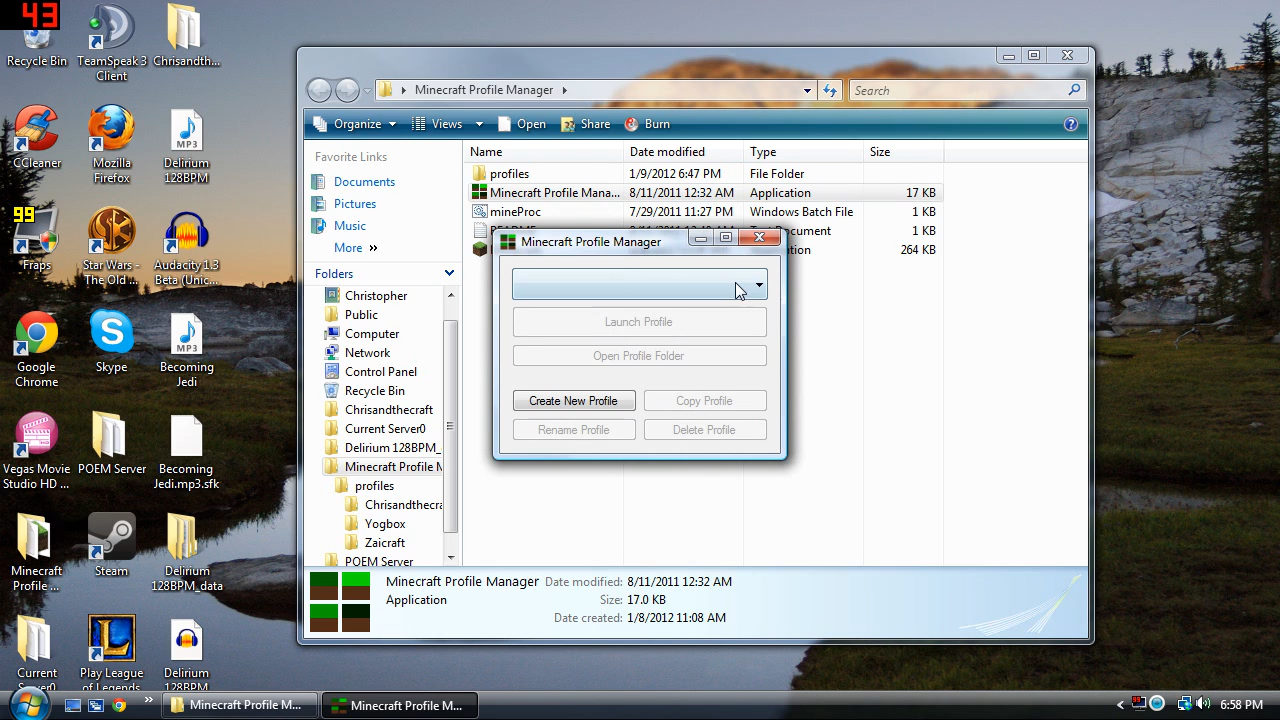 43
Recycle Bin
TeamSpeak 3
Client
Chrisandth...
CCleaner
Mozilla
Firefox
Delirium
128BPM
99
Fraps
Star Wars -
The Old ...
Audacity 1.3
Beta (Unic...
Google
Chrome
Skype
Becoming
Jedi
Vegas Movie
Studio HD ...
POEM Server
Becoming
Jedi.mp3.sfk
Minecraft
Profile ...
Steam
Delirium
128BPM_data
Current
Server0
Play League
of Legends
Delirium
128BPM
MP3
MP3
Minecraft Profile Manager
Search
Organize
Views
Open
Share
Burn
Favorite Links
Documents
Pictures
Music
More »
Folders
Christopher
Public
Computer
Network
Control Panel
Recycle Bin
Chrisandthecraft
Current Server0
Delirium 128BPM_
Minecraft Profile M
profiles
Chrisandthecra
Yogbox
Zaicraft
POEM Server
Name Date modified Type Size
profiles 1/9/2012 6:47 PM File Folder
Minecraft Profile Mana... 8/11/2011 12:32 AM Application 17 KB
mineProc 7/29/2011 11:27 PM Windows Batch File 1 KB
1 KB
264 KB
Minecraft Profile Manager
Launch Profile
Open Profile Folder
Create New Profile
Copy Profile
Rename Profile
Delete Profile
Minecraft Profile Manager Date modified: 8/11/2011 12:32 AM
Application Size: 17.0 KB
Date created: 1/8/2012 11:08 AM
Minecraft Profile M...
Minecraft Profile M...
6:58 PM